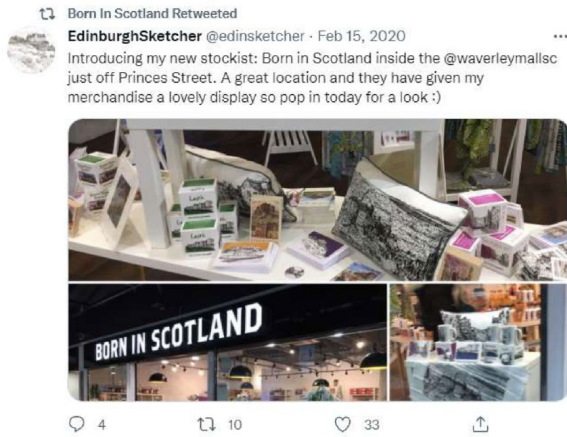 Born In Scotland Retweeted
EdinburghSketcher @edinsketcher · Feb 15, 2020
Introducing my new stockist: Born in Scotland inside the @waverleymallsc
just off Princes Street. A great location and they have given my
merchandise a lovely display so pop in today for a look :)
Leith
Leith
BORN IN SCOTLAND
4 10 33